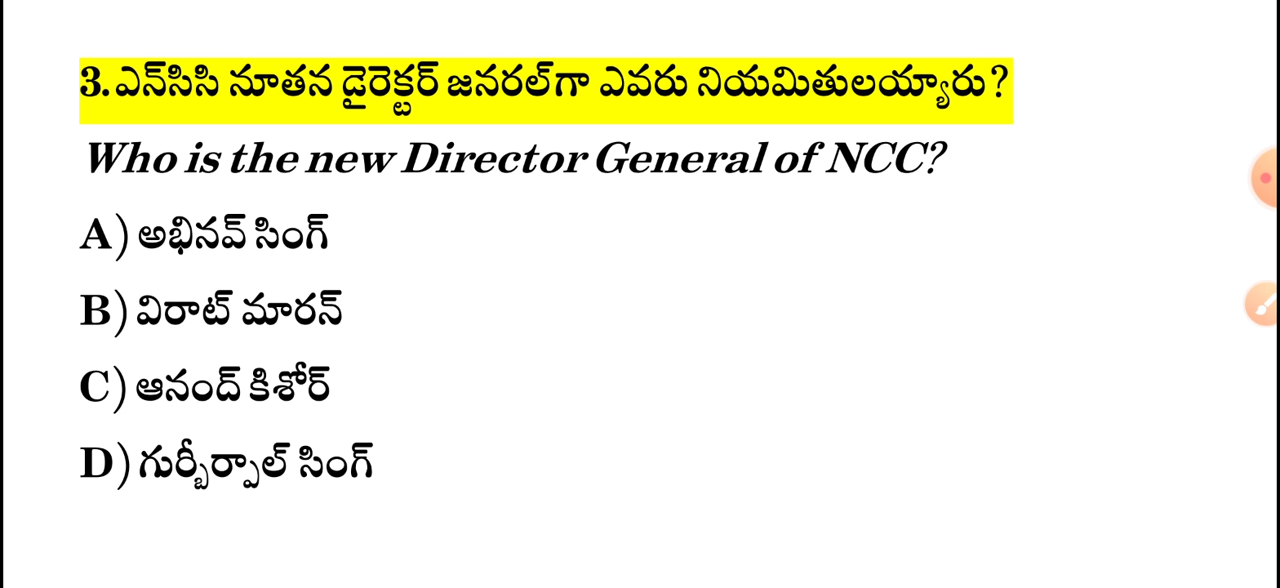 3.ఎన్‌సిసి నూతన డైరెక్టర్ జనరల్‌గా ఎవరు నియమితులయ్యారు?
Who is the new Director General of NCC?
A) అభినవ్ సింగ్
B) విరాట్ మారన్
C) ఆనంద్ కిశోర్
D) గుర్బీర్పాల్ సింగ్